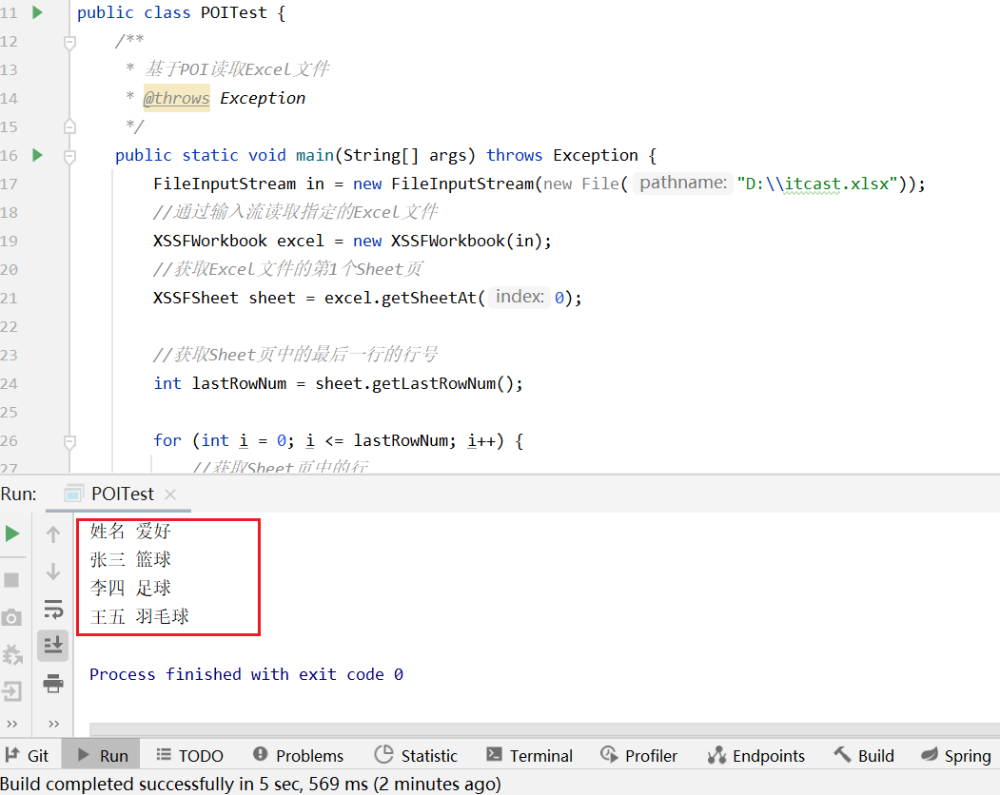 11 public class POITest {
12 /**
13 * 基于POI读取Excel文件
14 * @throws Exception
15 */
16 public static void main(String[] args) throws Exception {
17 FileInputStream in = new FileInputStream(new File( pathname: "D:\\itcast.xlsx"));
18 //通过输入流读取指定的Excel文件
19 XSSFWorkbook excel = new XSSFWorkbook(in);
20 //获取Excel文件的第1个Sheet页
21 XSSFSheet sheet = excel.getSheetAt( index: 0);
22
23 //获取Sheet页中的最后一行的行号
24 int lastRowNum = sheet.getLastRowNum();
25
26 for (int i = 0; i <= lastRowNum; i++) {
27 //获取Sheet页中的行
Run: POITest
姓名 爱好
张三 篮球
李四 足球
王五 羽毛球
Process finished with exit code 0
Git Run TODO Problems Statistic Terminal Profiler Endpoints Build Spring
Build completed successfully in 5 sec, 569 ms (2 minutes ago)